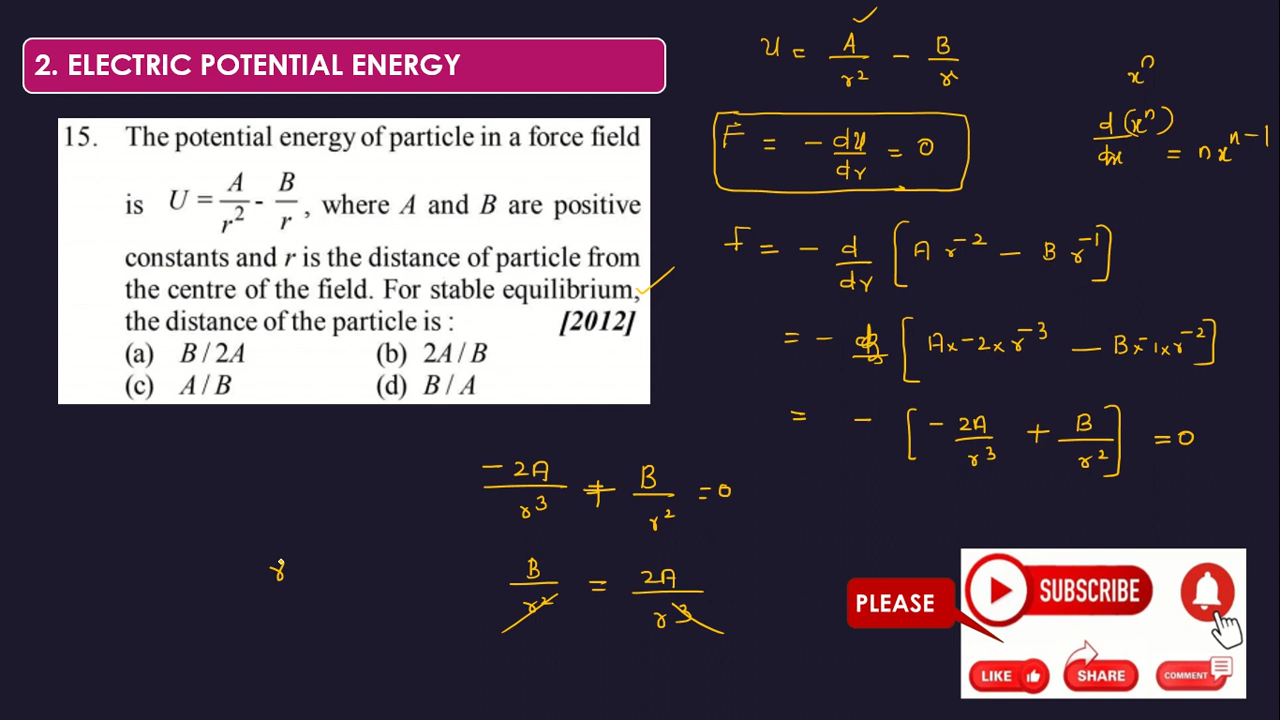 2. ELECTRIC POTENTIAL ENERGY
15. The potential energy of particle in a force field
is U = A/r² - B/r, where A and B are positive
constants and r is the distance of particle from
the centre of the field. For stable equilibrium,
the distance of the particle is : [2012]
(a) B / 2A (b) 2A / B
(c) A / B (d) B / A
U = A/r² - B/r
F = - dU/dr = 0
xⁿ
d(xⁿ)/dx = nxⁿ⁻¹
F = - d/dr [A r⁻² - B r⁻¹]
= - [A x -2 x r⁻³ - B x -1 x r⁻²]
= - [- 2A/r³ + B/r²] = 0
- 2A/r³ + B/r² = 0
B/r² = 2A/r³
r
PLEASE
SUBSCRIBE
LIKE
SHARE
COMMENT